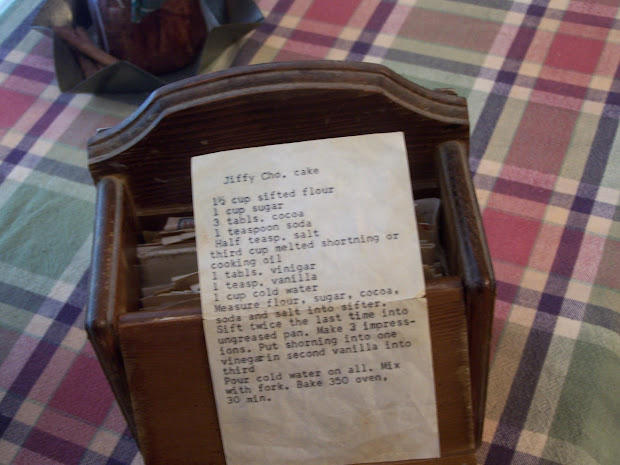 Jiffy Cho. cake
1½ cup sifted flour
1 cup sugar
3 tabls. cocoa
1 teaspoon soda
Half teasp. salt
third cup melted shortning or
cooking oil
1 tabls. vinigar
1 teasp. vanilla
1 cup cold water
Measure flour, sugar, cocoa,
soda and salt into sifter.
Sift twice the last time into
ungreased pan. Make 3 impress-
ions. Put shorning into one
vinegarin second vanilla into
third
Pour cold water on all. Mix
with fork. Bake 350 oven.
30 min.